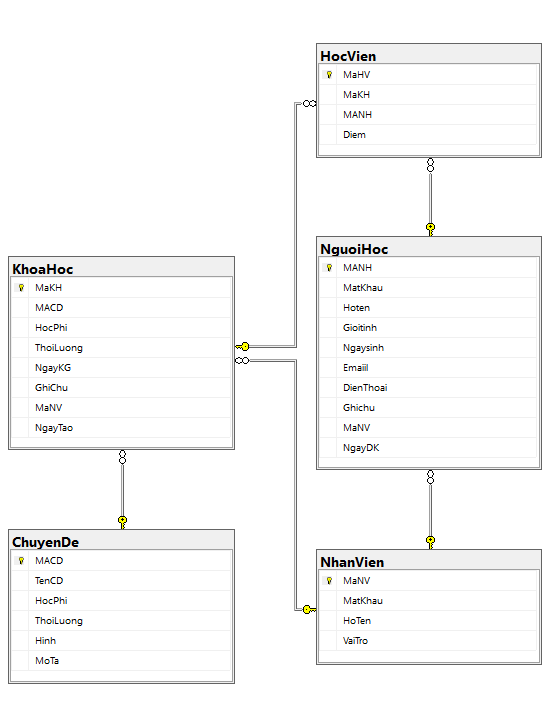 HocVien
MaHV
MaKH
MANH
Diem
NguoiHoc
MANH
MatKhau
Hoten
Gioitinh
Ngaysinh
Emaiil
DienThoai
Ghichu
MaNV
NgayDK
KhoaHoc
MaKH
MACD
HocPhi
ThoiLuong
NgayKG
GhiChu
MaNV
NgayTao
ChuyenDe
MACD
TenCD
HocPhi
ThoiLuong
Hinh
MoTa
NhanVien
MaNV
MatKhau
HoTen
VaiTro